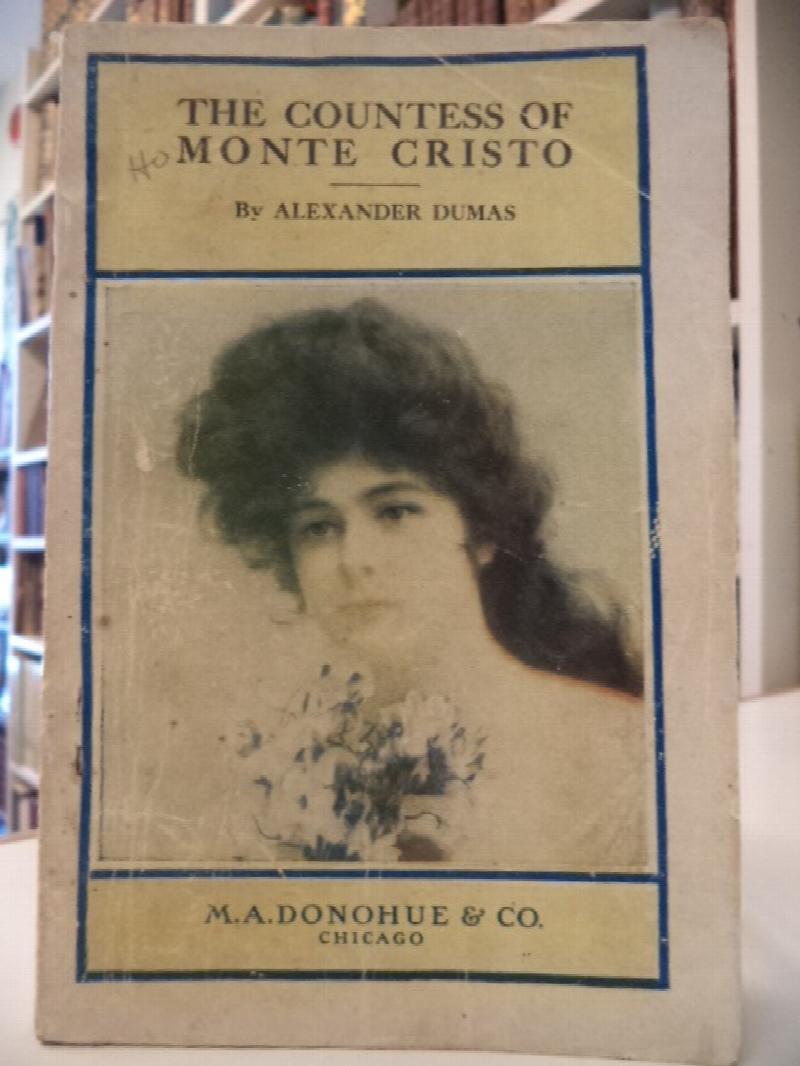 THE COUNTESS OF
Ho MONTE CRISTO
By ALEXANDER DUMAS
M.A. DONOHUE & CO.
CHICAGO